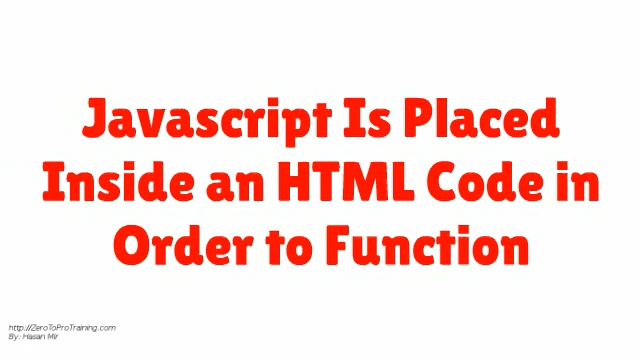 Javascript Is Placed
Inside an HTML Code in
Order to Function
http://ZeroToProTraining.com
By: Hasan Mir